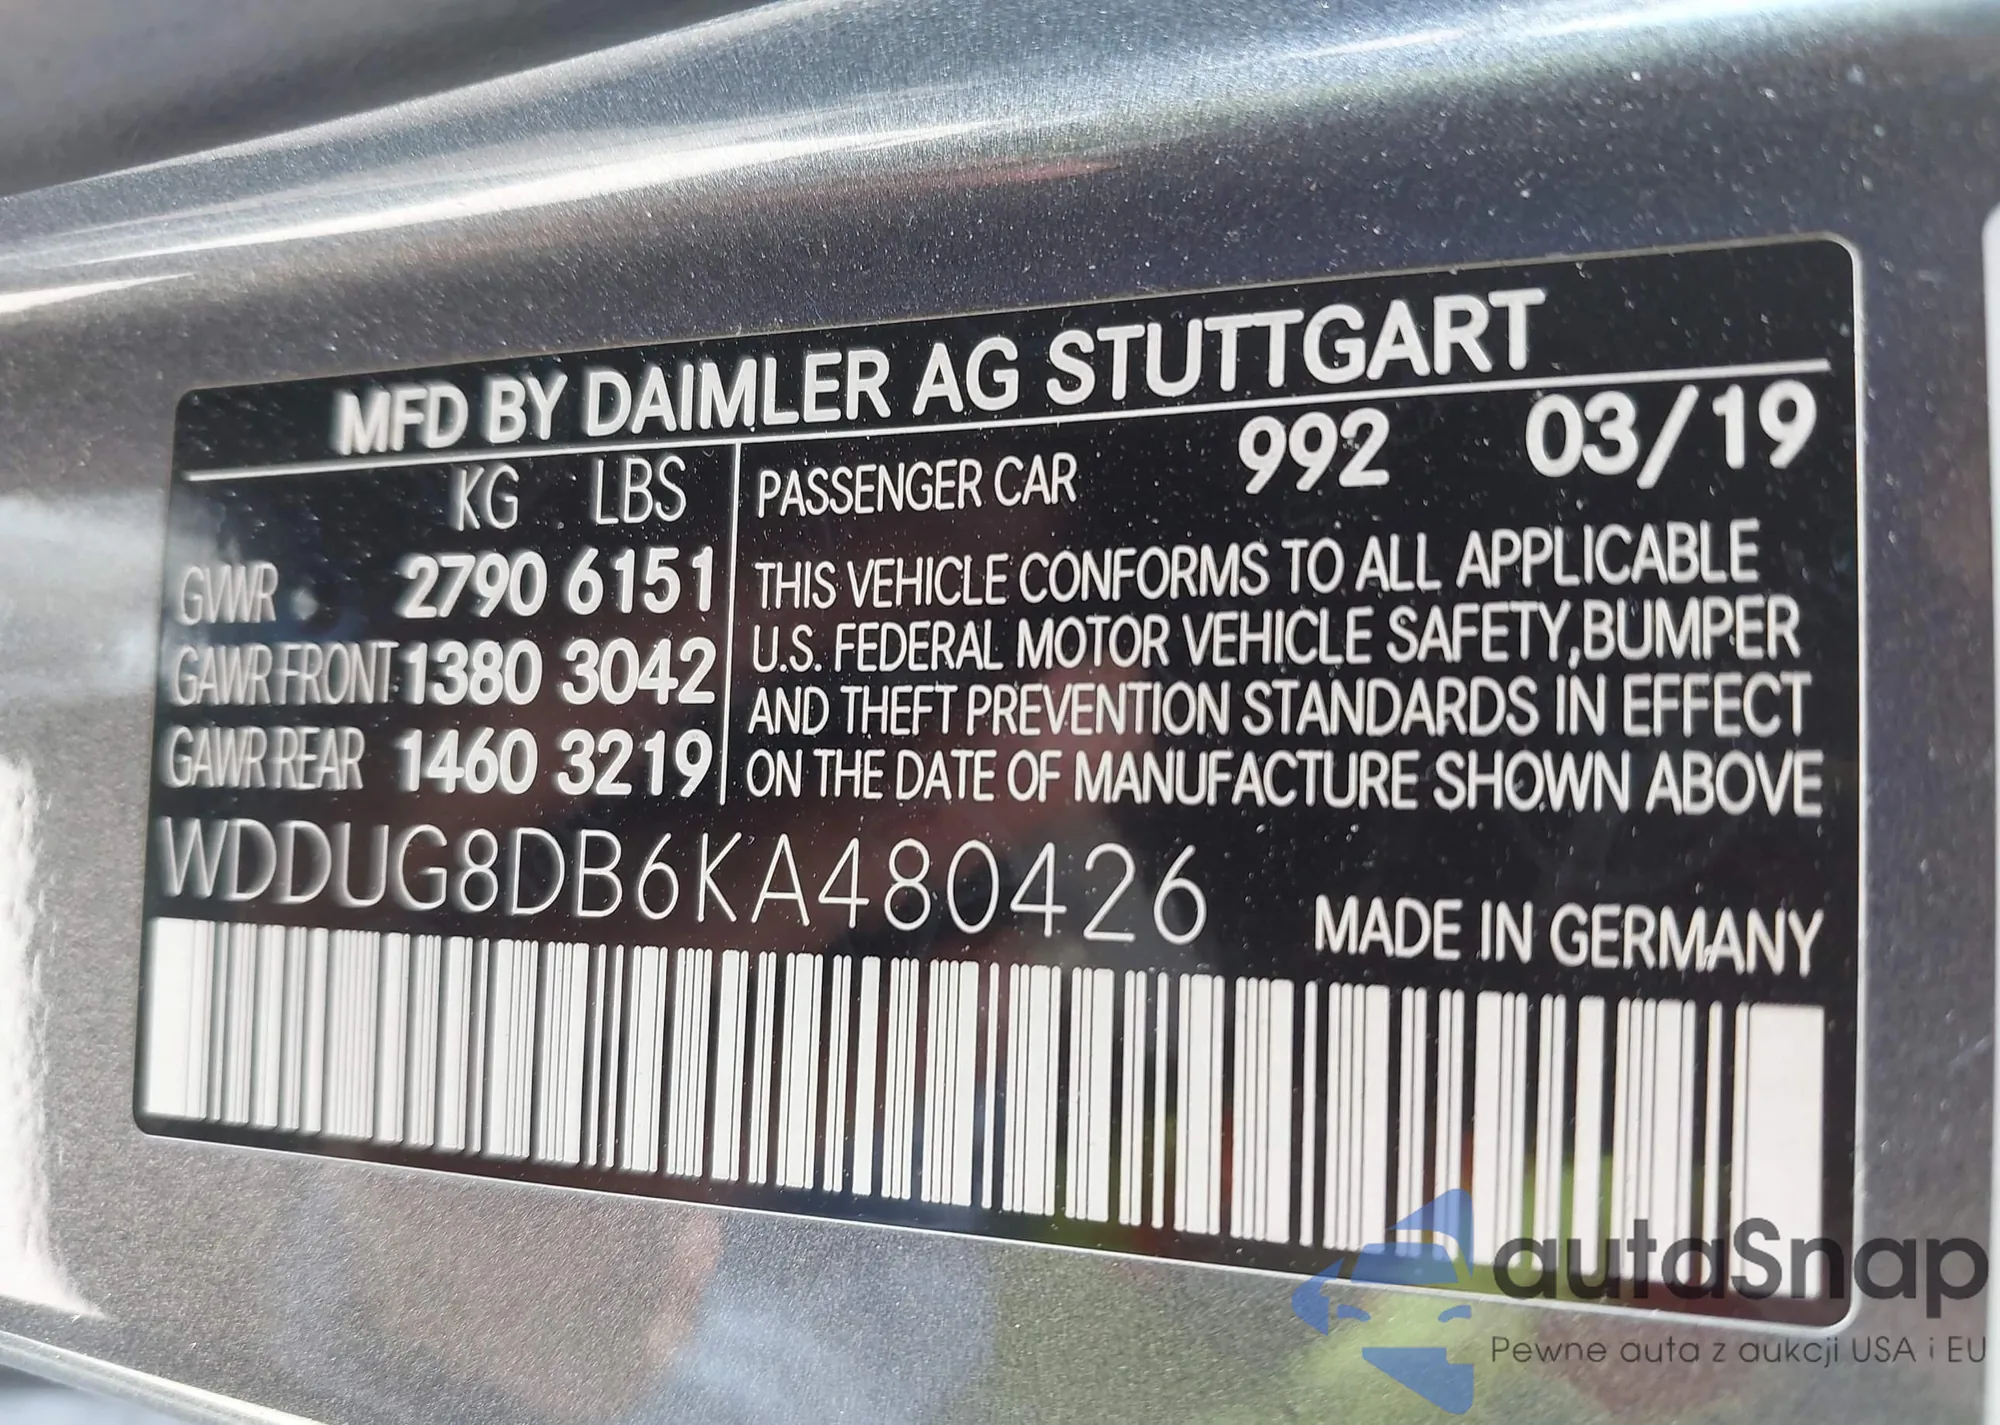 MFD BY DAIMLER AG STUTTGART
KG LBS
GVWR 2790 6151
GAWR FRONT 1380 3042
GAWR REAR 1460 3219
PASSENGER CAR 992 03/19
THIS VEHICLE CONFORMS TO ALL APPLICABLE
U.S. FEDERAL MOTOR VEHICLE SAFETY,BUMPER
AND THEFT PREVENTION STANDARDS IN EFFECT
ON THE DATE OF MANUFACTURE SHOWN ABOVE
WDDUG8DB6KA480426
MADE IN GERMANY
autaSnap
Pewne auta z aukcji USA i EU